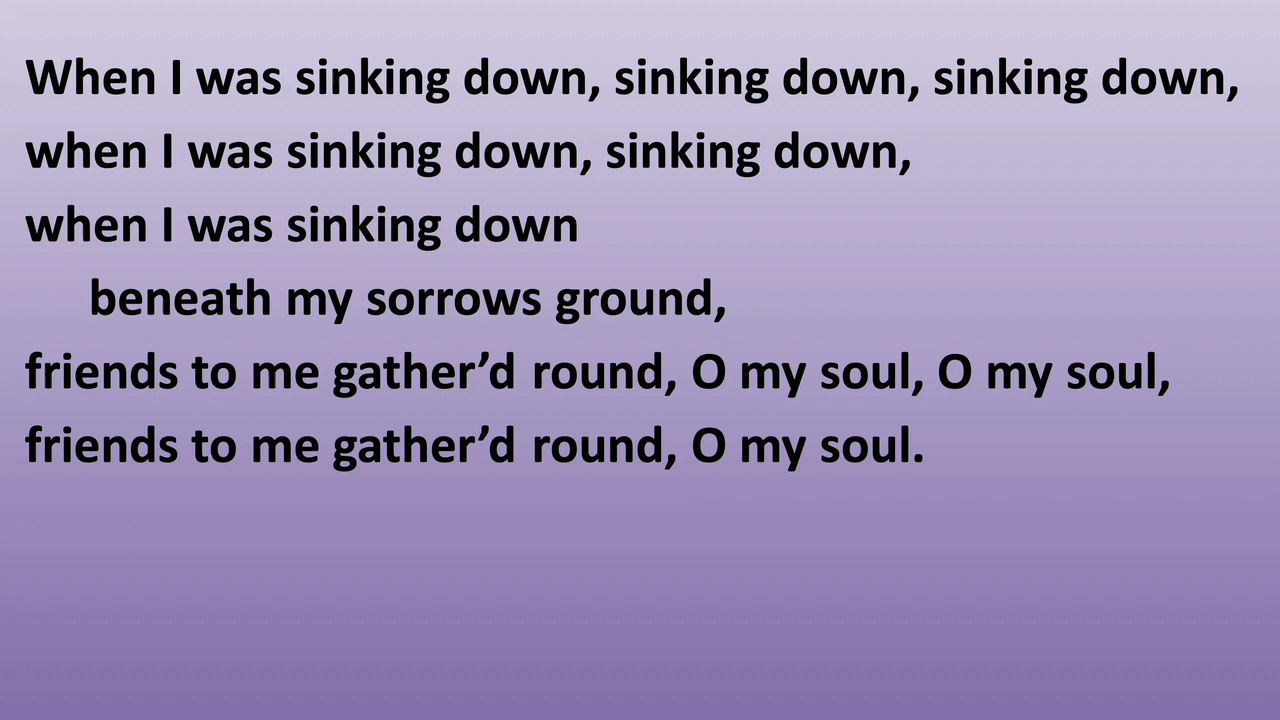 When I was sinking down, sinking down, sinking down,
when I was sinking down, sinking down,
when I was sinking down
beneath my sorrows ground,
friends to me gather’d round, O my soul, O my soul,
friends to me gather’d round, O my soul.